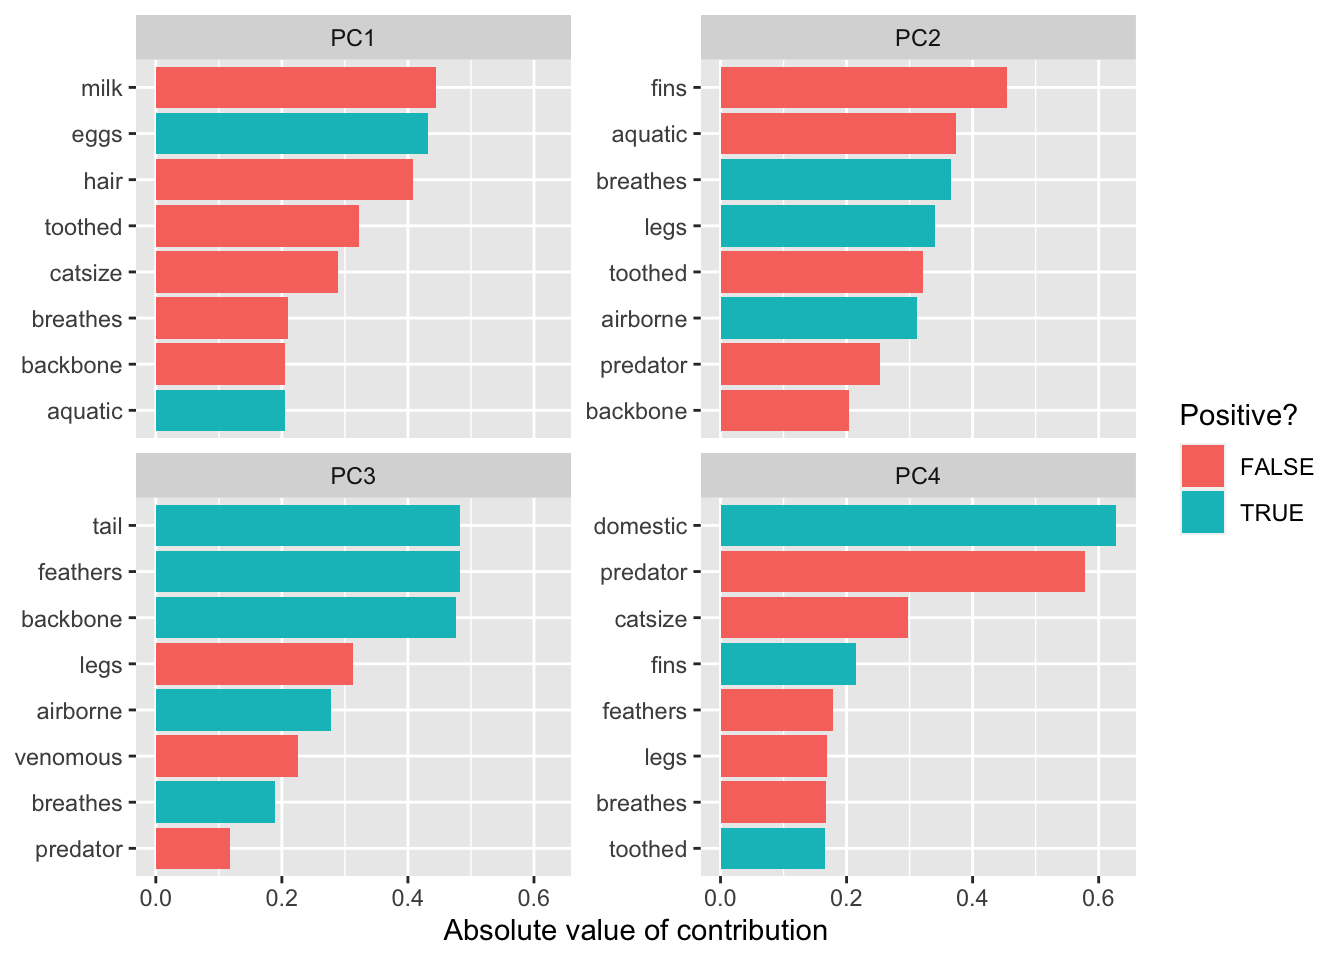 PC1
milk
eggs
hair
toothed
catsize
breathes
backbone
aquatic
PC2
fins
aquatic
breathes
legs
toothed
airborne
predator
backbone
PC3
tail
feathers
backbone
legs
airborne
venomous
breathes
predator
0.0 0.2 0.4 0.6
PC4
domestic
predator
catsize
fins
feathers
legs
breathes
toothed
0.0 0.2 0.4 0.6
Absolute value of contribution
Positive?
FALSE
TRUE